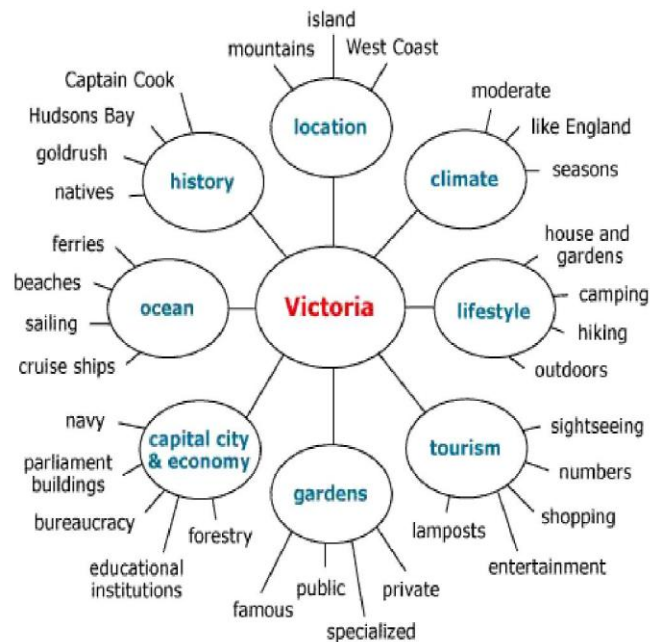 island
mountains
West Coast
location
Captain Cook
Hudsons Bay
goldrush
natives
history
moderate
like England
seasons
climate
ferries
beaches
sailing
cruise ships
ocean
Victoria
house and
gardens
camping
hiking
outdoors
lifestyle
navy
parliament
buildings
bureaucracy
educational
institutions
forestry
capital city
& economy
gardens
famous
public
specialized
private
tourism
sightseeing
numbers
shopping
entertainment
lamposts